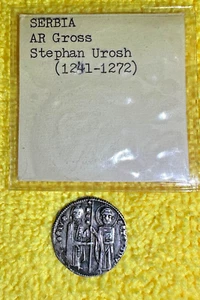 SERBIA
AR Gross
Stephan Urosh
(1241-1272)